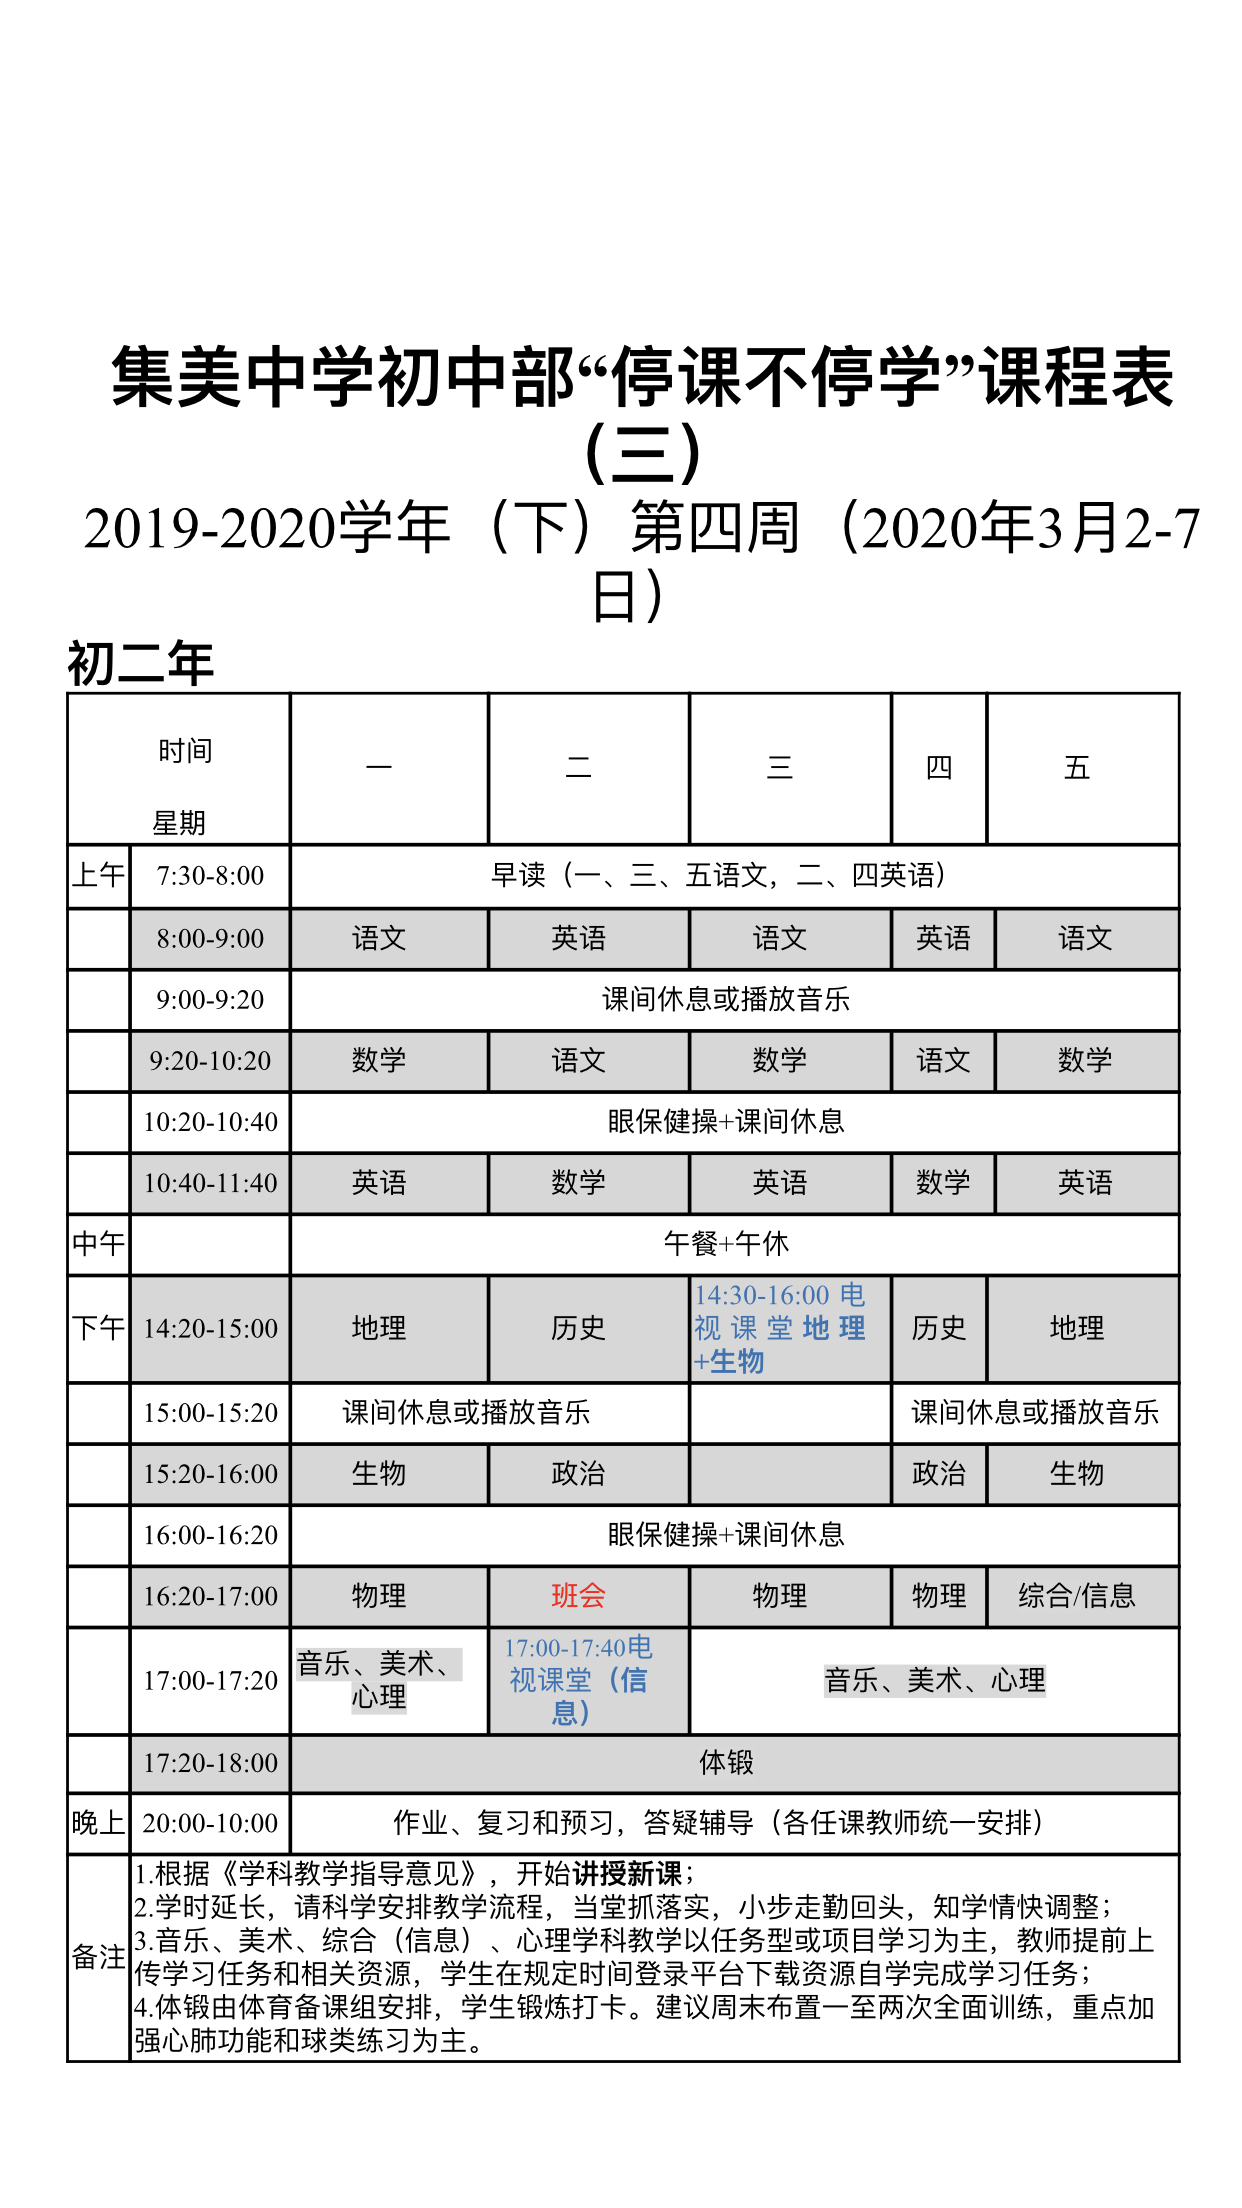 集美中学初中部“停课不停学”课程表
（三）
2019-2020学年（下）第四周（2020年3月2-7
日）
初二年
时间
星期
一 二 三 四 五
上午 7:30-8:00 早读（一、三、五语文，二、四英语）
8:00-9:00 语文 英语 语文 英语 语文
9:00-9:20 课间休息或播放音乐
9:20-10:20 数学 语文 数学 语文 数学
10:20-10:40 眼保健操+课间休息
10:40-11:40 英语 数学 英语 数学 英语
中午 午餐+午休
下午 14:20-15:00 地理 历史
14:30-16:00 电
视课堂地理
+生物
历史 地理
15:00-15:20 课间休息或播放音乐 课间休息或播放音乐
15:20-16:00 生物 政治 政治 生物
16:00-16:20 眼保健操+课间休息
16:20-17:00 物理 班会 物理 物理 综合/信息
17:00-17:20
音乐、美术、
心理
17:00-17:40电
视课堂（信
息）
音乐、美术、心理
17:20-18:00 体锻
晚上 20:00-10:00 作业、复习和预习，答疑辅导（各任课教师统一安排）
备注
1.根据《学科教学指导意见》，开始讲授新课；
2.学时延长，请科学安排教学流程，当堂抓落实，小步走勤回头，知学情快调整；
3.音乐、美术、综合（信息）、心理学科教学以任务型或项目学习为主，教师提前上
传学习任务和相关资源，学生在规定时间登录平台下载资源自学完成学习任务；
4.体锻由体育备课组安排，学生锻炼打卡。建议周末布置一至两次全面训练，重点加
强心肺功能和球类练习为主。